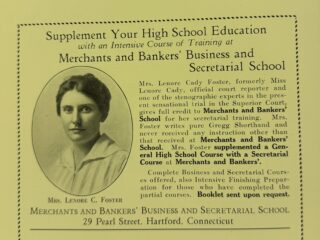 Supplement Your High School Education
with an Intensive Course of Training at
Merchants and Bankers' Business and
Secretarial School
Mrs. Lenore Cady Foster, formerly Miss
Lenore Cady, official court reporter and
one of the stenographic experts in the pres-
ent sensational trial in the Superior Court,
gives full credit to Merchants and Bankers'
School for her secretarial training. Mrs.
Foster writes pure Gregg Shorthand and
never received any instruction other than
that received at Merchants and Bankers'
School. Mrs. Foster supplemented a Gen-
eral High School Course with a Secretarial
Course at Merchants and Bankers'.
Complete Business and Secretarial Cours-
es offered, also Intensive Finishing Prepara-
tion for those who have completed the
partial courses. Booklet sent upon request.
Mrs. Lenore C. Foster
Merchants and Bankers' Business and Secretarial School
29 Pearl Street, Hartford, Connecticut